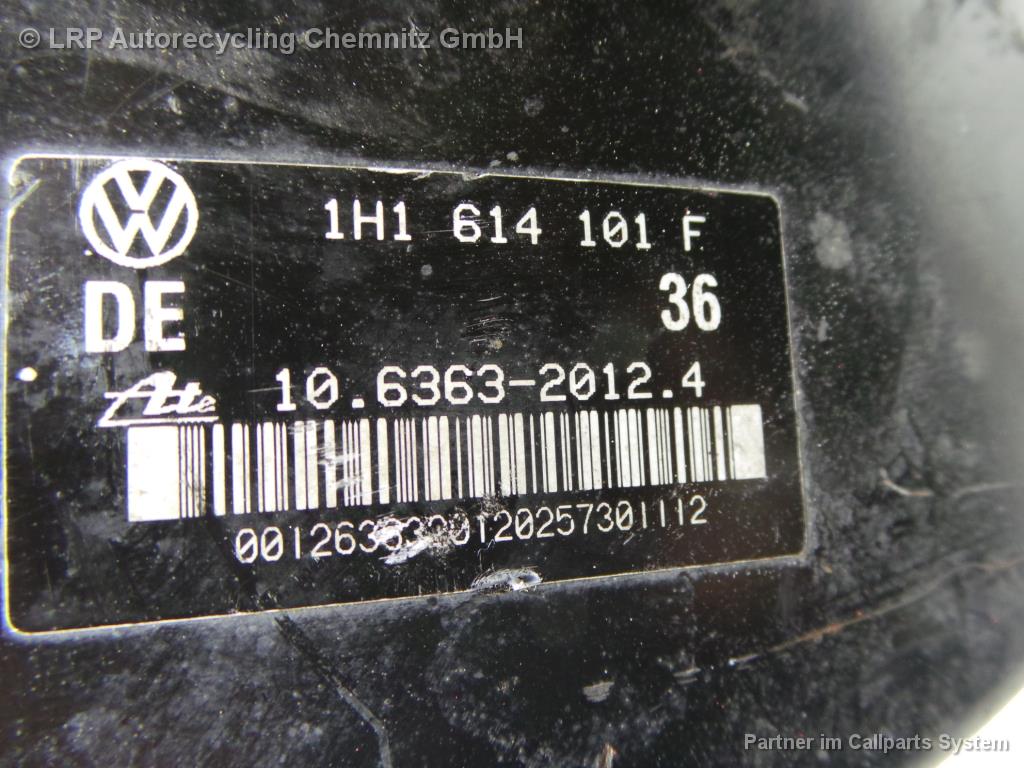 © LRP Autorecycling Chemnitz GmbH
VW 1H1 614 101 F
DE 36
Ate 10.6363-2012.4
Partner im Callparts System